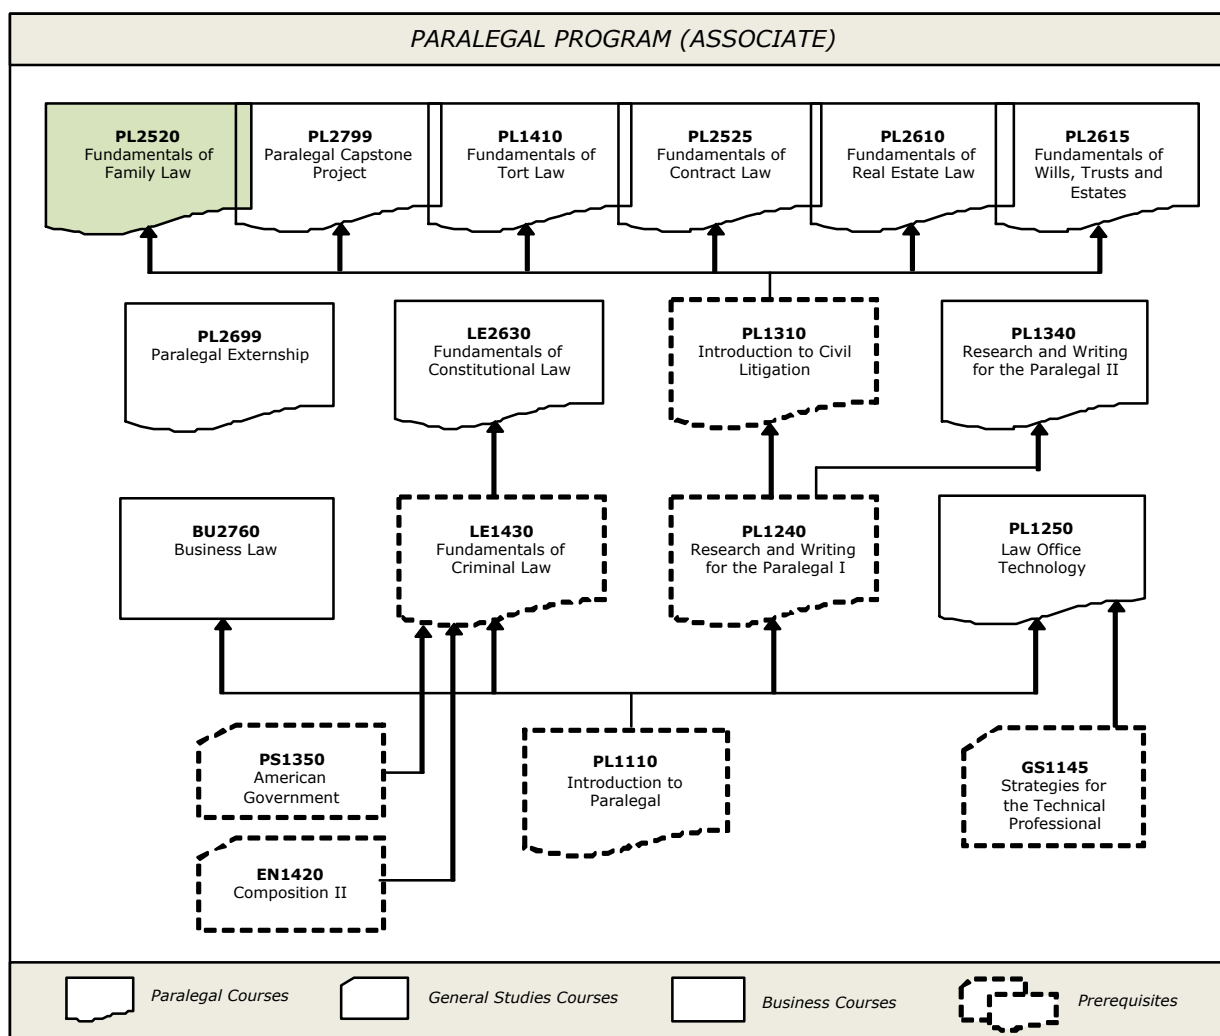 PARALEGAL PROGRAM (ASSOCIATE)
PL2520
Fundamentals of
Family Law
PL2799
Paralegal Capstone
Project
PL1410
Fundamentals of
Tort Law
PL2525
Fundamentals of
Contract Law
PL2610
Fundamentals of
Real Estate Law
PL2615
Fundamentals of
Wills, Trusts and
Estates
PL2699
Paralegal Externship
LE2630
Fundamentals of
Constitutional Law
PL1310
Introduction to Civil
Litigation
PL1340
Research and Writing
for the Paralegal II
BU2760
Business Law
LE1430
Fundamentals of
Criminal Law
PL1240
Research and Writing
for the Paralegal I
PL1250
Law Office
Technology
PS1350
American
Government
PL1110
Introduction to
Paralegal
GS1145
Strategies for
the Technical
Professional
EN1420
Composition II
Paralegal Courses
General Studies Courses
Business Courses
Prerequisites